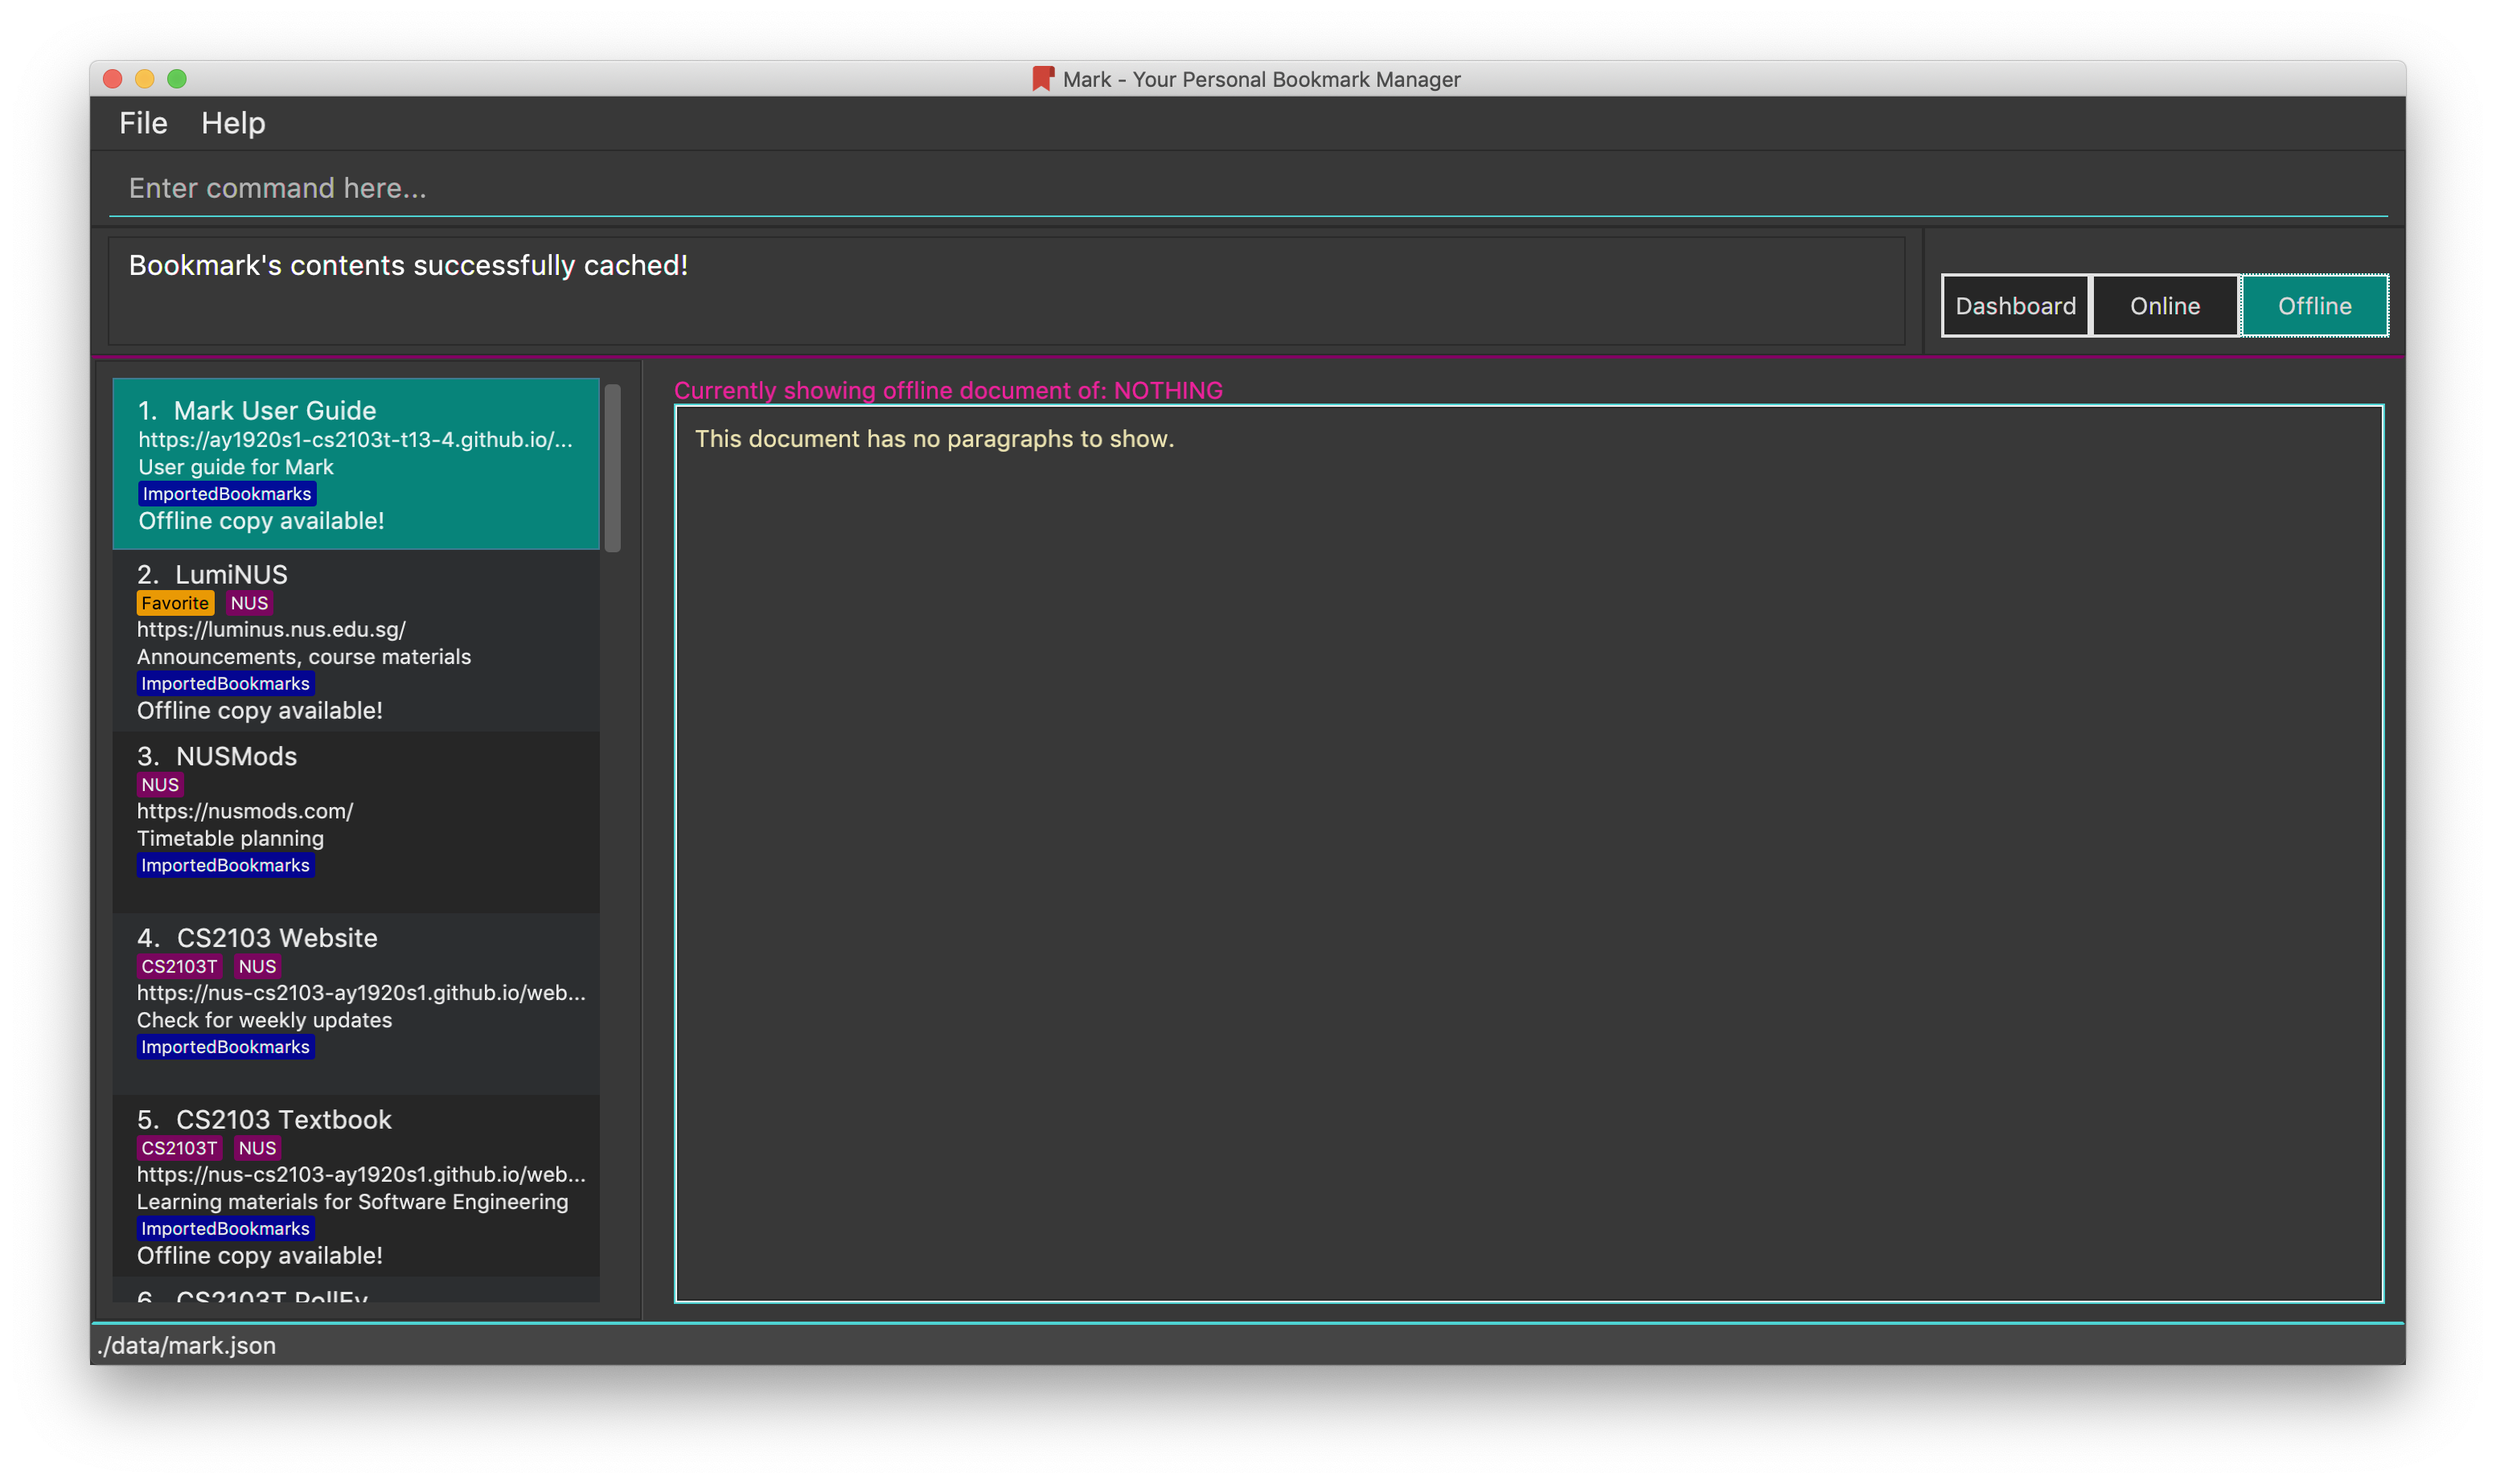 Mark - Your Personal Bookmark Manager
File Help
Enter command here...
Bookmark's contents successfully cached!
Dashboard Online Offline
1. Mark User Guide
https://ay1920s1-cs2103t-t13-4.github.io/...
User guide for Mark
ImportedBookmarks
Offline copy available!
2. LumiNUS
Favorite NUS
https://luminus.nus.edu.sg/
Announcements, course materials
ImportedBookmarks
Offline copy available!
3. NUSMods
NUS
https://nusmods.com/
Timetable planning
ImportedBookmarks
4. CS2103 Website
CS2103T NUS
https://nus-cs2103-ay1920s1.github.io/web...
Check for weekly updates
ImportedBookmarks
5. CS2103 Textbook
CS2103T NUS
https://nus-cs2103-ay1920s1.github.io/web...
Learning materials for Software Engineering
ImportedBookmarks
Offline copy available!
6. CS2103T PollEv
Currently showing offline document of: NOTHING
This document has no paragraphs to show.
./data/mark.json